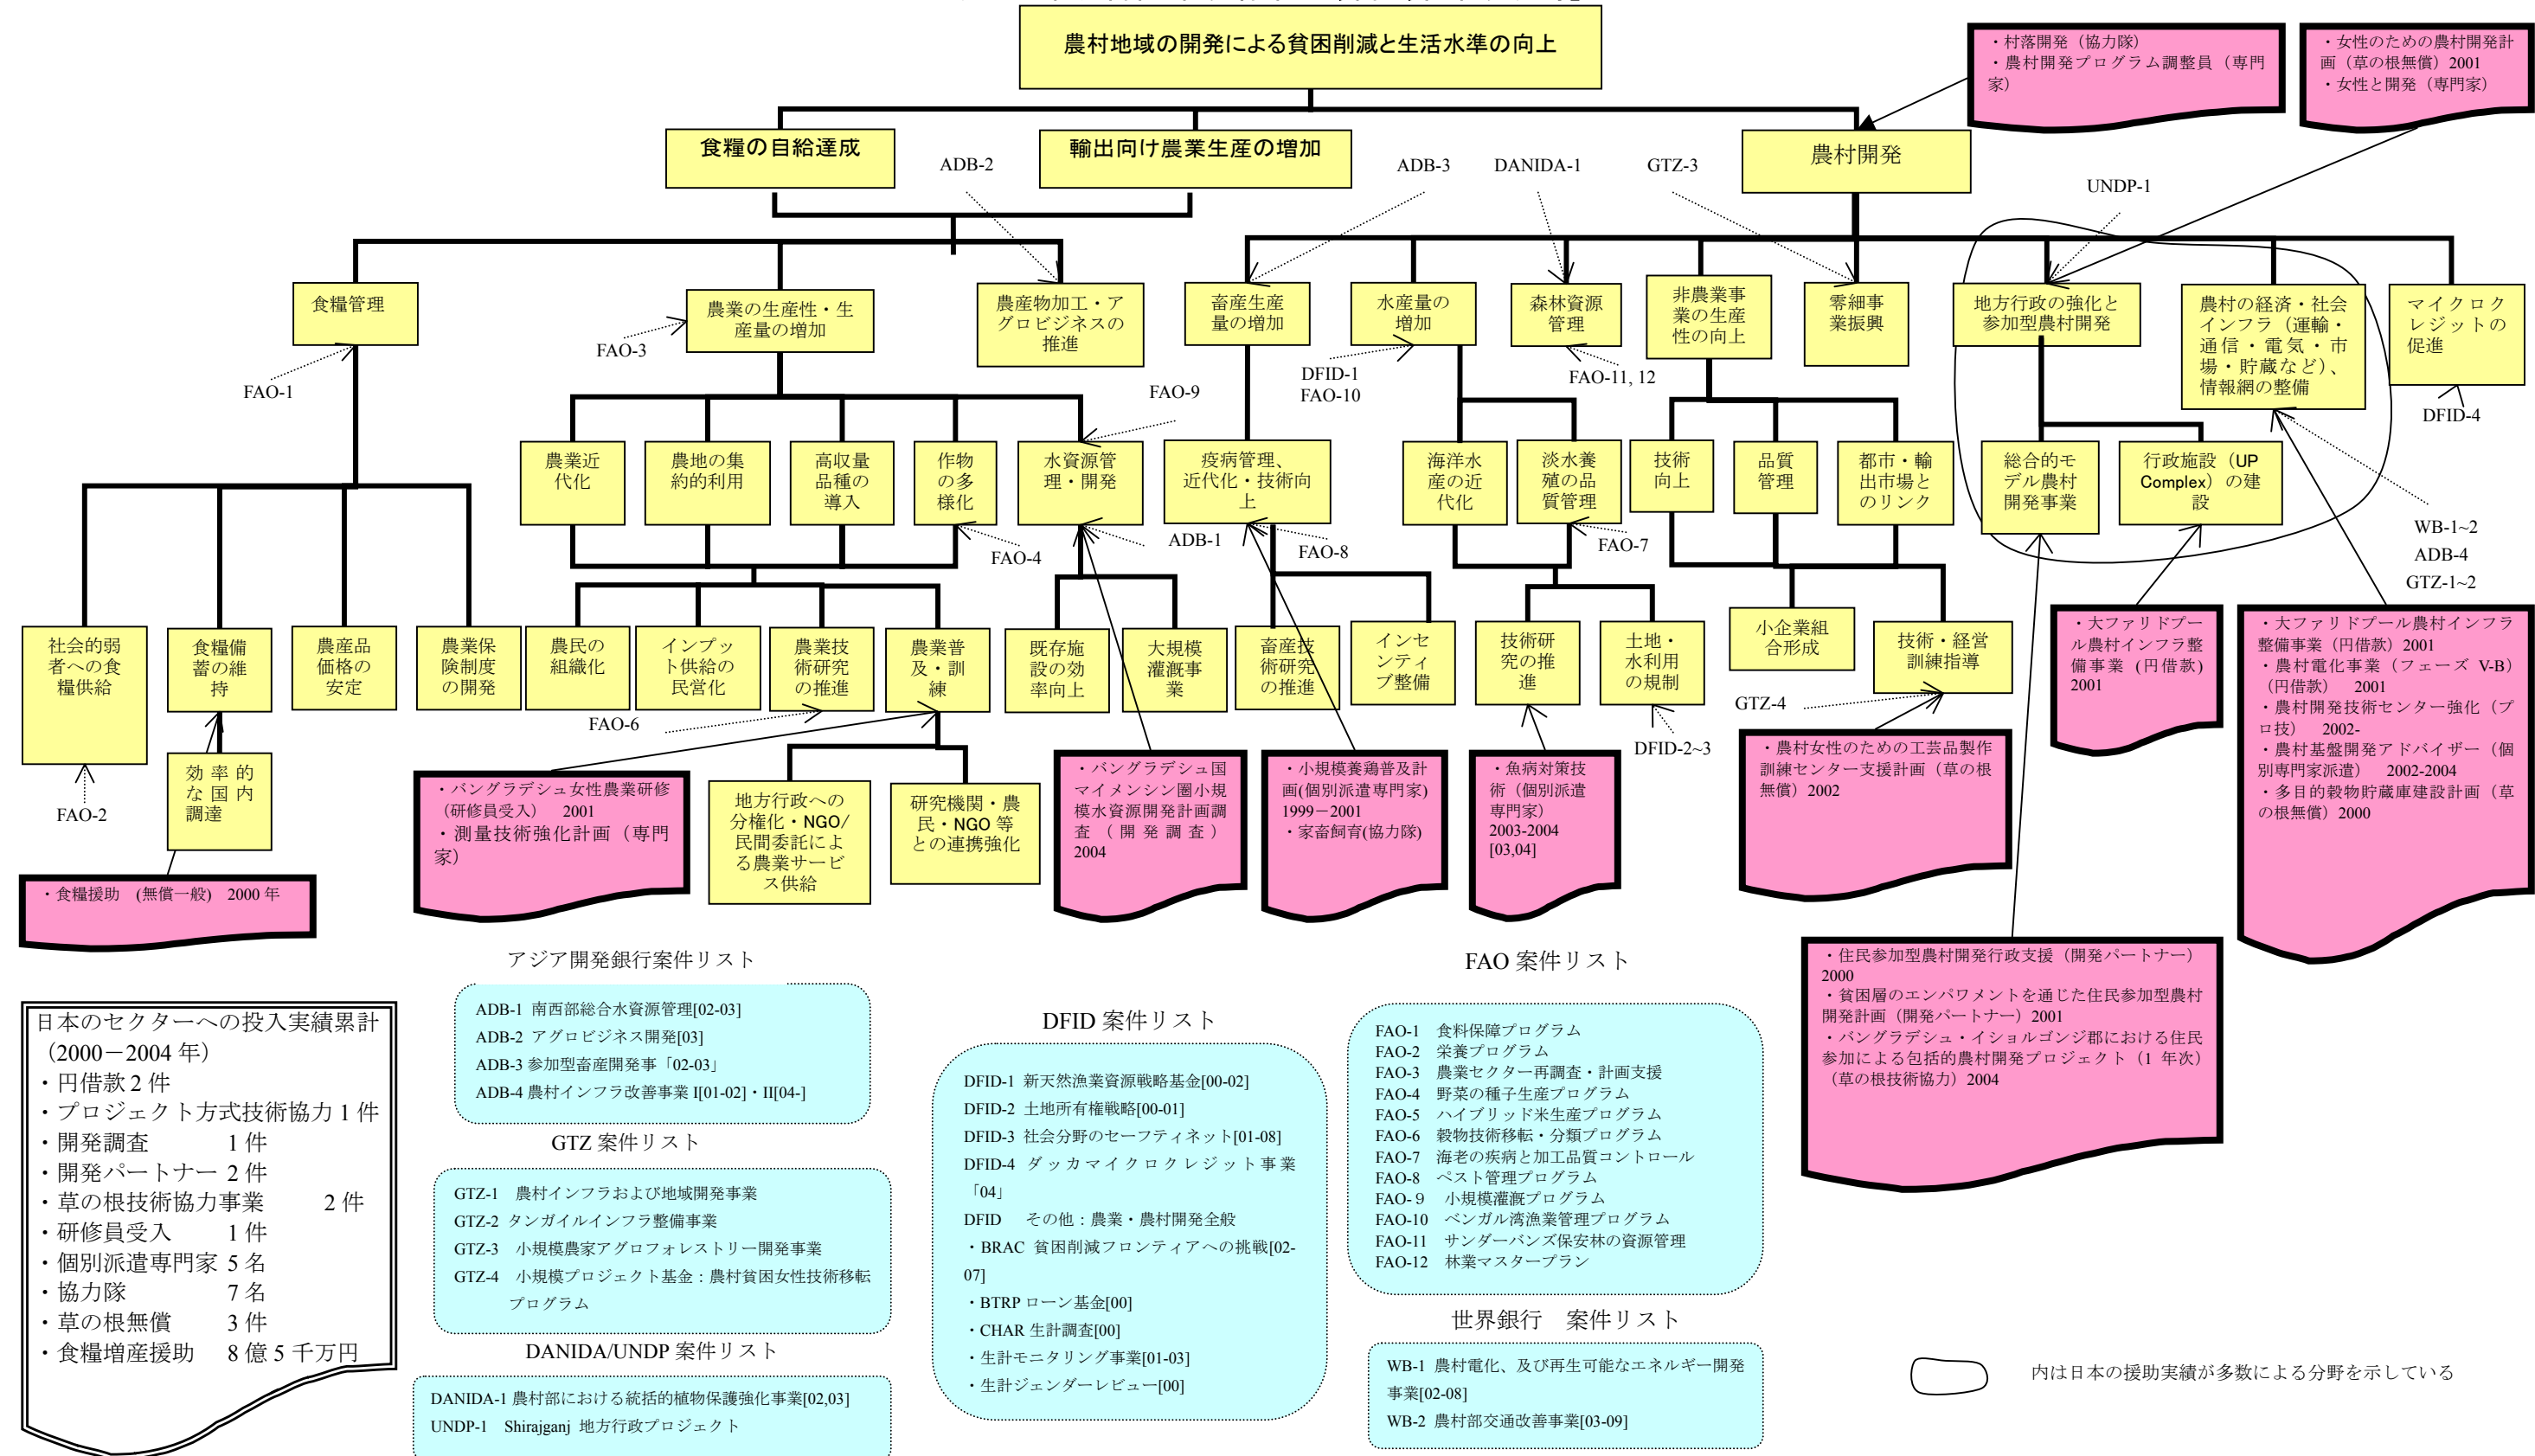 農村地域の開発による貧困削減と生活水準の向上
・村落開発（協力隊）
・農村開発プログラム調整員（専門
家）
・女性のための農村開発計
画（草の根無償）2001
・女性と開発（専門家）
食糧の自給達成
輸出向け農業生産の増加
農村開発
ADB-2
ADB-3
DANIDA-1
GTZ-3
UNDP-1
食糧管理
農業の生産性・生
産量の増加
農産物加工・ア
グロビジネスの
推進
畜産生産
量の増加
水産量の
増加
森林資源
管理
非農業事
業の生産
性の向上
零細事
業振興
地方行政の強化と
参加型農村開発
農村の経済・社会
インフラ（運輸・
通信・電気・市
場・貯蔵など）、
情報網の整備
マイクロク
レジットの
促進
FAO-1
FAO-3
FAO-9
DFID-1
FAO-10
FAO-11, 12
DFID-4
農業近
代化
農地の集
約的利用
高収量
品種の
導入
作物
の多
様化
水資源管
理・開発
疫病管理、
近代化・技術向
上
海洋水
産の近
代化
淡水養
殖の品
質管理
技術
向上
品質
管理
都市・輸
出市場と
のリンク
総合的モ
デル農村
開発事業
行政施設（UP
Complex）の建
設
FAO-4
ADB-1
FAO-8
FAO-7
WB-1~2
ADB-4
GTZ-1~2
社会的弱
者への食
糧供給
食糧備
蓄の維
持
農産品
価格の
安定
農業保
険制度
の開発
農民の
組織化
インプッ
ト供給の
民営化
農業技
術研究
の推進
農業普
及・訓
練
既存施
設の効
率向上
大規模
灌漑事
業
畜産技
術研究
の推進
インセ
ンティ
ブ整備
技術研
究の推
進
土地・
水利用
の規制
小企業組
合形成
技術・経営
訓練指導
FAO-2
FAO-6
DFID-2~3
GTZ-4
効率的
な国内
調達
地方行政への
分権化・NGO/
民間委託によ
る農業サービ
ス供給
研究機関・農
民・NGO 等
との連携強化
・食糧援助　(無償一般)　2000 年
・バングラデシュ女性農業研修
（研修員受入）　2001
・測量技術強化計画（専門
家）
・バングラデシュ国
マイメンシン圏小規
模水資源開発計画調
査（開発調査）
2004
・小規模養鶏普及計
画(個別派遣専門家)
1999－2001
・家畜飼育(協力隊)
・魚病対策技
術（個別派遣
専門家）
2003-2004
[03,04]
・農村女性のための工芸品製作
訓練センター支援計画（草の根
無償）2002
・大ファリドプー
ル農村インフラ整
備事業 (円借款)
2001
・大ファリドプール農村インフラ
整備事業（円借款）2001
・農村電化事業（フェーズ V-B）
（円借款）　2001
・農村開発技術センター強化（プ
ロ技）　2002-
・農村基盤開発アドバイザー（個
別専門家派遣）　2002-2004
・多目的穀物貯蔵庫建設計画（草
の根無償）2000
・住民参加型農村開発行政支援（開発パートナー）
2000
・貧困層のエンパワメントを通じた住民参加型農村
開発計画（開発パートナー）2001
・バングラデシュ・イショルゴンジ郡における住民
参加による包括的農村開発プロジェクト（1 年次）
（草の根技術協力）2004
日本のセクターへの投入実績累計
（2000－2004 年）
・円借款 2 件
・プロジェクト方式技術協力 1 件
・開発調査　　1 件
・開発パートナー 2 件
・草の根技術協力事業　　2 件
・研修員受入　　1 件
・個別派遣専門家 5 名
・協力隊　　7 名
・草の根無償　　3 件
・食糧増産援助　8 億 5 千万円
アジア開発銀行案件リスト
ADB-1 南西部総合水資源管理[02-03]
ADB-2 アグロビジネス開発[03]
ADB-3 参加型畜産開発事「02-03」
ADB-4 農村インフラ改善事業 I[01-02]・II[04-]
GTZ 案件リスト
GTZ-1　農村インフラおよび地域開発事業
GTZ-2 タンガイルインフラ整備事業
GTZ-3　小規模農家アグロフォレストリー開発事業
GTZ-4　小規模プロジェクト基金：農村貧困女性技術移転
プログラム
DANIDA/UNDP 案件リスト
DANIDA-1 農村部における統括的植物保護強化事業[02,03]
UNDP-1　Shirajganj 地方行政プロジェクト
DFID 案件リスト
DFID-1 新天然漁業資源戦略基金[00-02]
DFID-2 土地所有権戦略[00-01]
DFID-3 社会分野のセーフティネット[01-08]
DFID-4 ダッカマイクロクレジット事業
「04」
DFID　その他：農業・農村開発全般
・BRAC 貧困削減フロンティアへの挑戦[02-
07]
・BTRP ローン基金[00]
・CHAR 生計調査[00]
・生計モニタリング事業[01-03]
・生計ジェンダーレビュー[00]
FAO 案件リスト
FAO-1　食料保障プログラム
FAO-2　栄養プログラム
FAO-3　農業セクター再調査・計画支援
FAO-4　野菜の種子生産プログラム
FAO-5　ハイブリッド米生産プログラム
FAO-6　穀物技術移転・分類プログラム
FAO-7　海老の疾病と加工品質コントロール
FAO-8　ペスト管理プログラム
FAO-９　小規模灌漑プログラム
FAO-10　ベンガル湾漁業管理プログラム
FAO-11　サンダーバンズ保安林の資源管理
FAO-12　林業マスタープラン
世界銀行　案件リスト
WB-1 農村電化、及び再生可能なエネルギー開発
事業[02-08]
WB-2 農村部交通改善事業[03-09]
内は日本の援助実績が多数による分野を示している